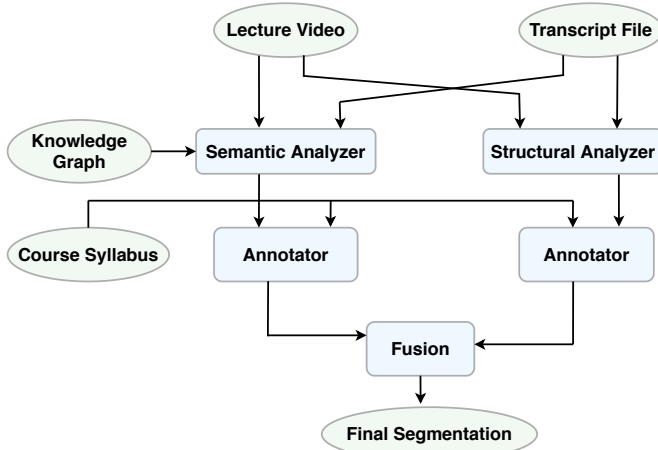 Lecture Video
Transcript File
Knowledge
Graph
Semantic Analyzer
Structural Analyzer
Course Syllabus
Annotator
Annotator
Fusion
Final Segmentation